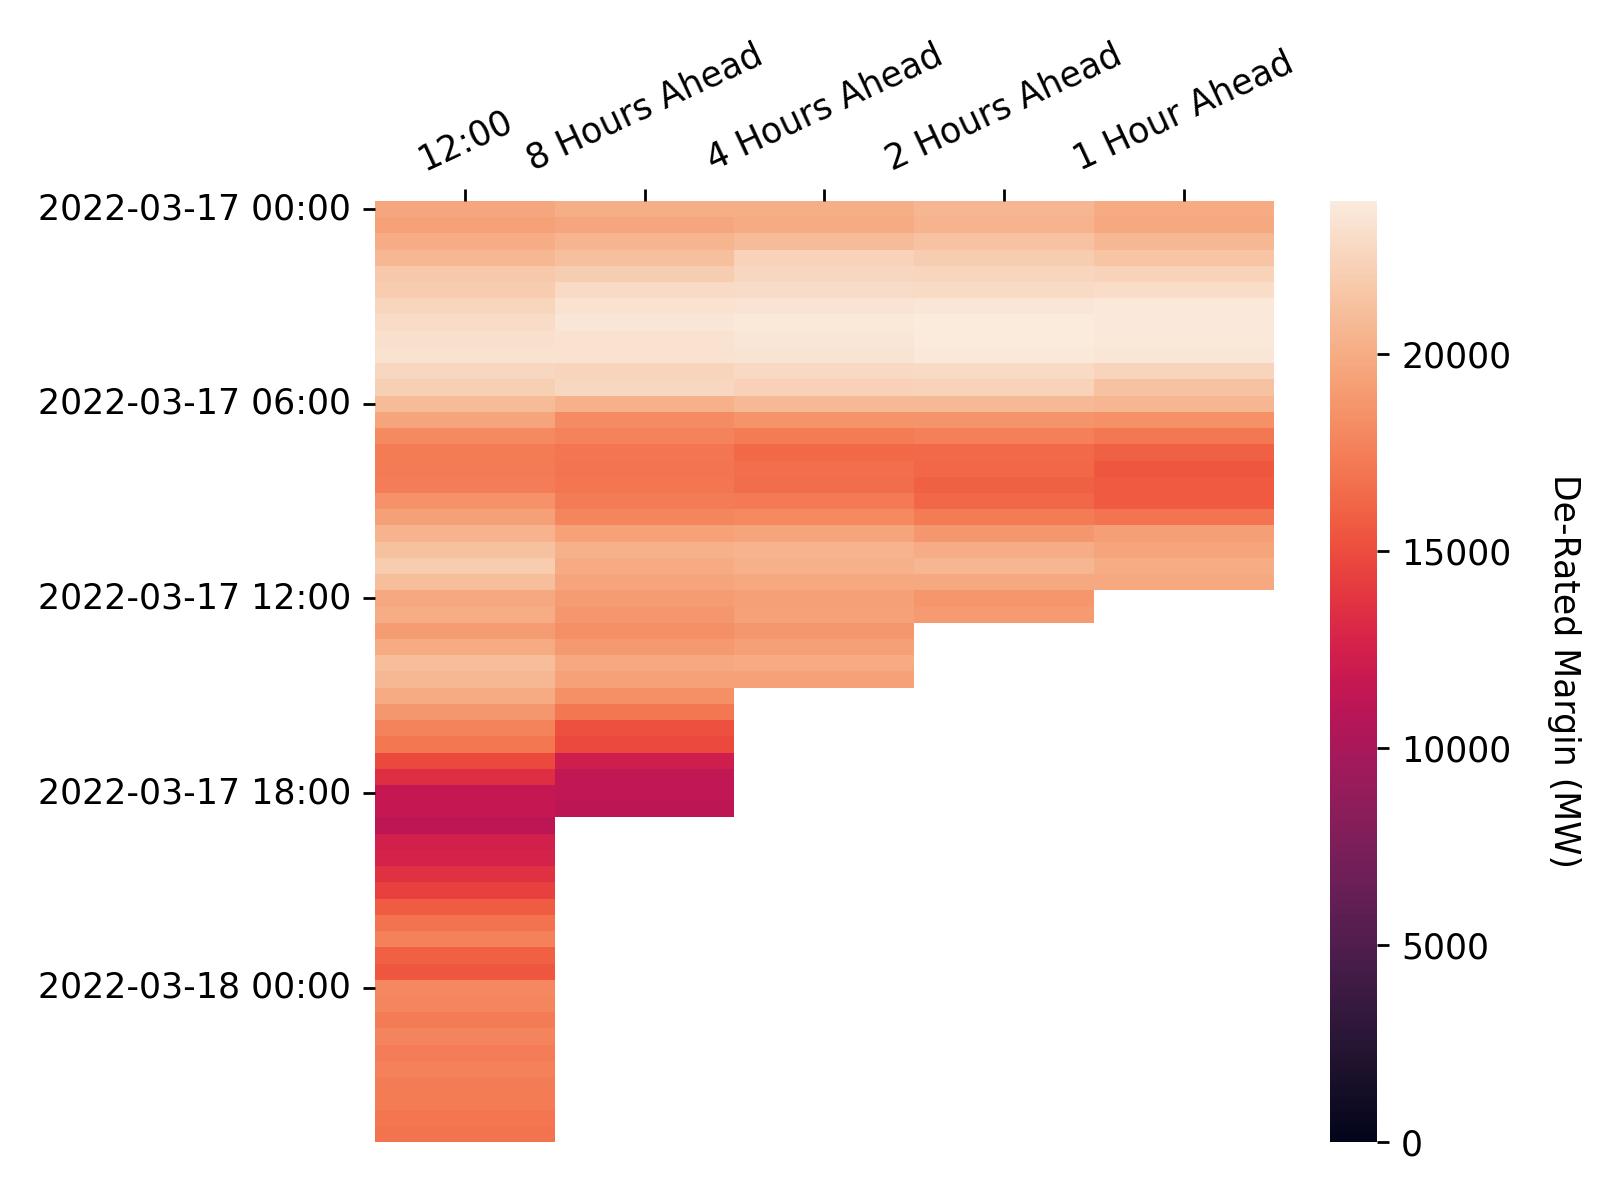 12:00
8 Hours Ahead
4 Hours Ahead
2 Hours Ahead
1 Hour Ahead
2022-03-17 00:00
2022-03-17 06:00
2022-03-17 12:00
2022-03-17 18:00
2022-03-18 00:00
20000
15000
10000
5000
0
De-Rated Margin (MW)